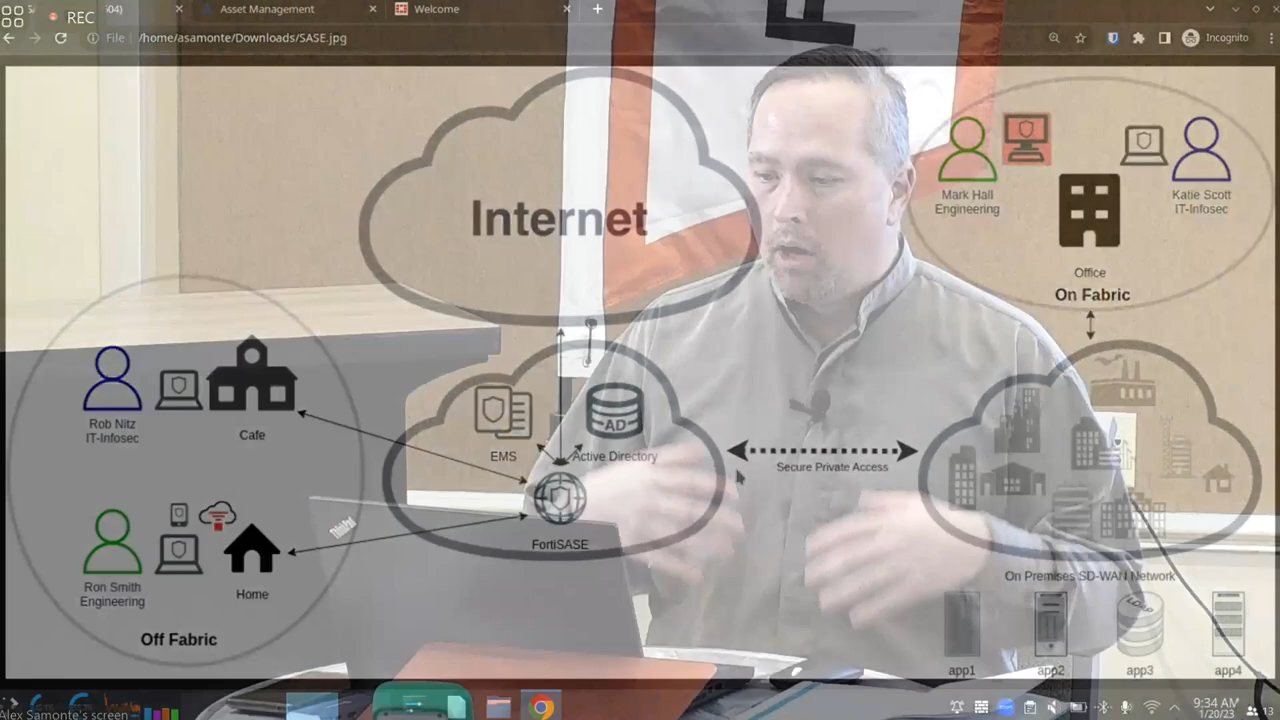 REC
04)
Asset Management
Welcome
File
/home/asamonte/Downloads/SASE.jpg
Incognito
Internet
Mark Hall
Engineering
Katie Scott
IT-Infosec
Office
On Fabric
Rob Nitz
IT-Infosec
Cafe
EMS
AD
Active Directory
Secure Private Access
FortiSASE
Ron Smith
Engineering
Home
Off Fabric
On Premises SD-WAN Network
LDAP
app1
app2
app3
app4
Alex Samonte's screen
9:34 AM
1/20/23
13